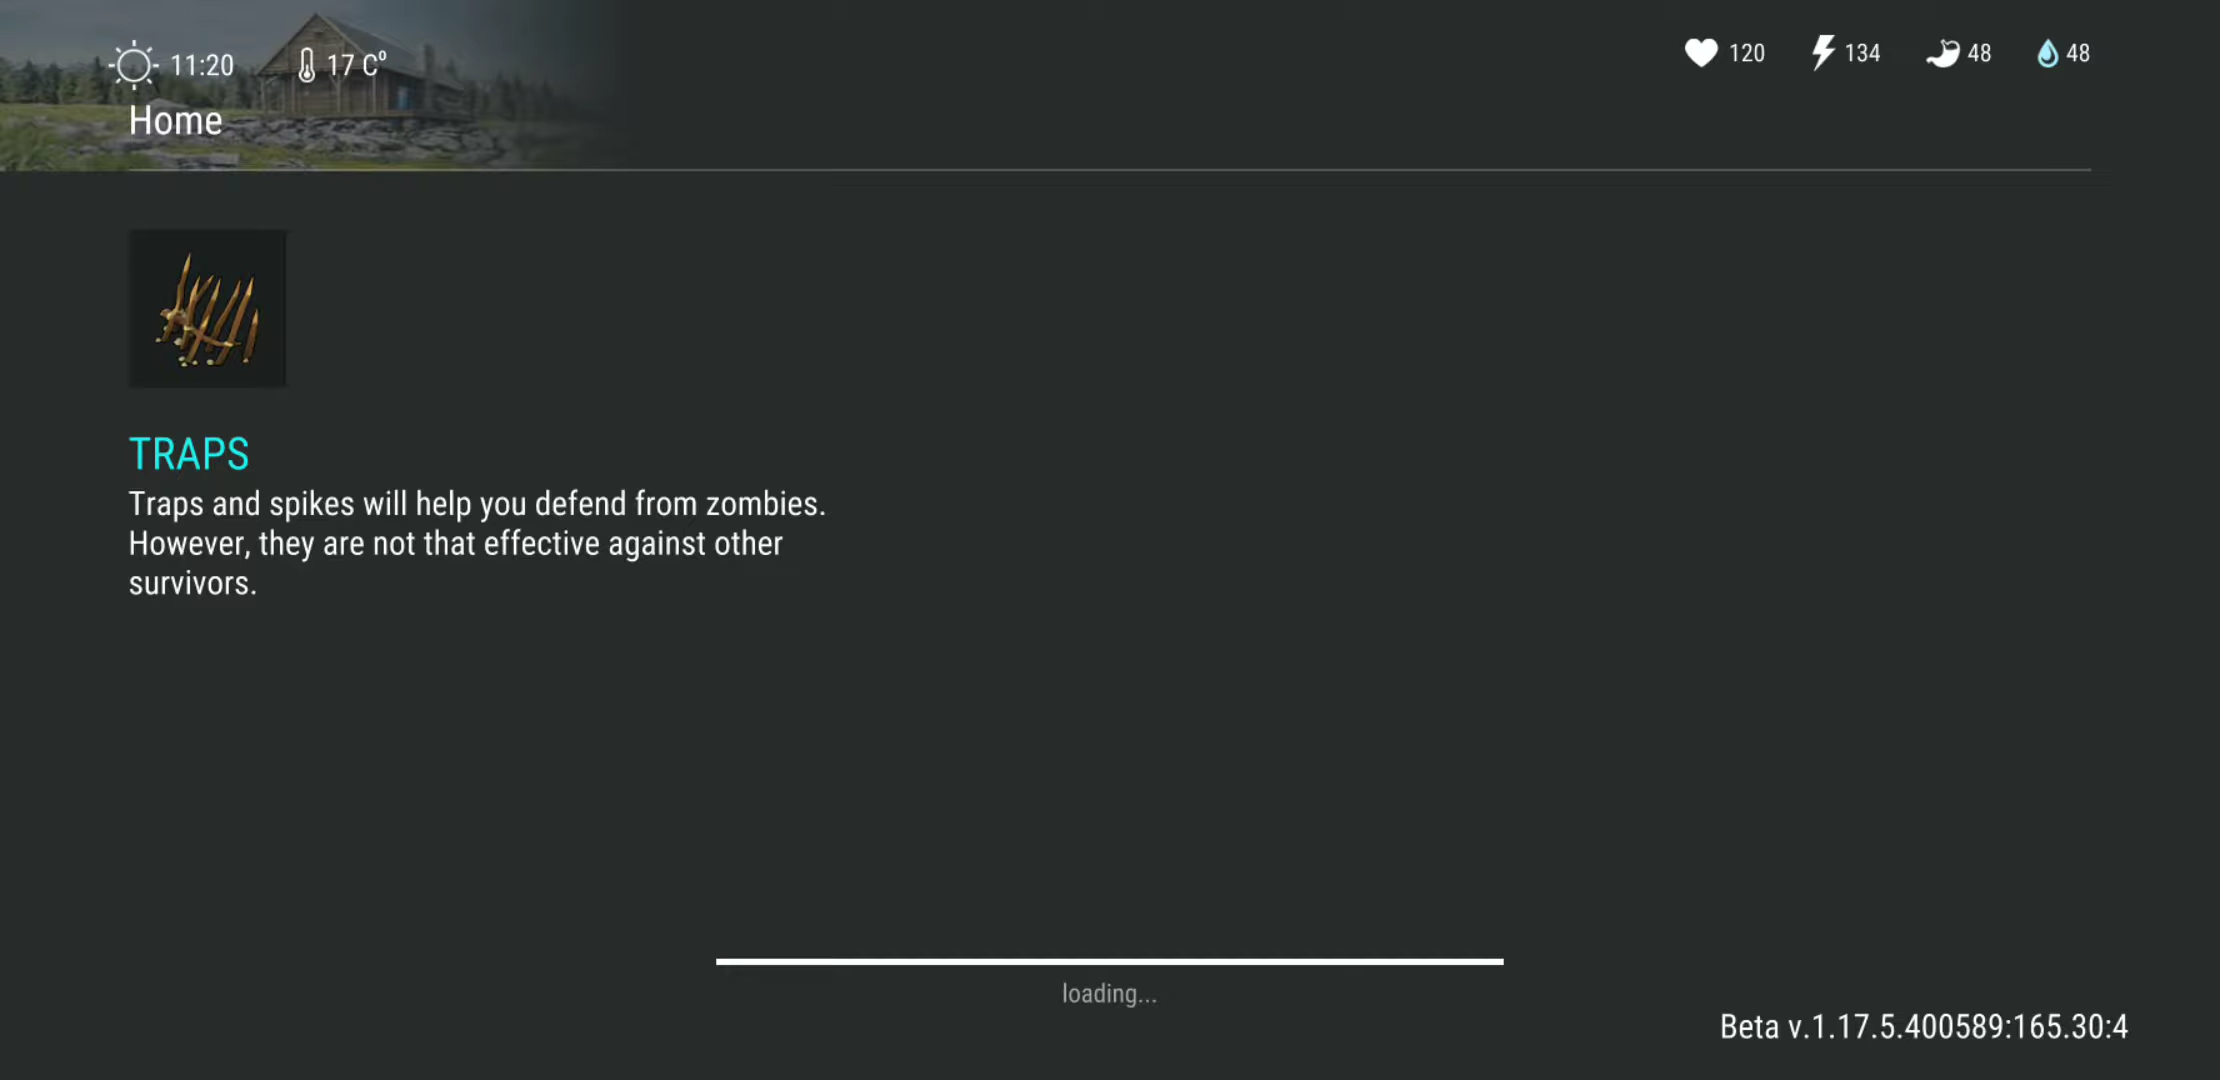 11:20 17 C⁰
120 134 48 48
Home
TRAPS
Traps and spikes will help you defend from zombies.
However, they are not that effective against other
survivors.
loading...
Beta v.1.17.5.400589:165.30:4